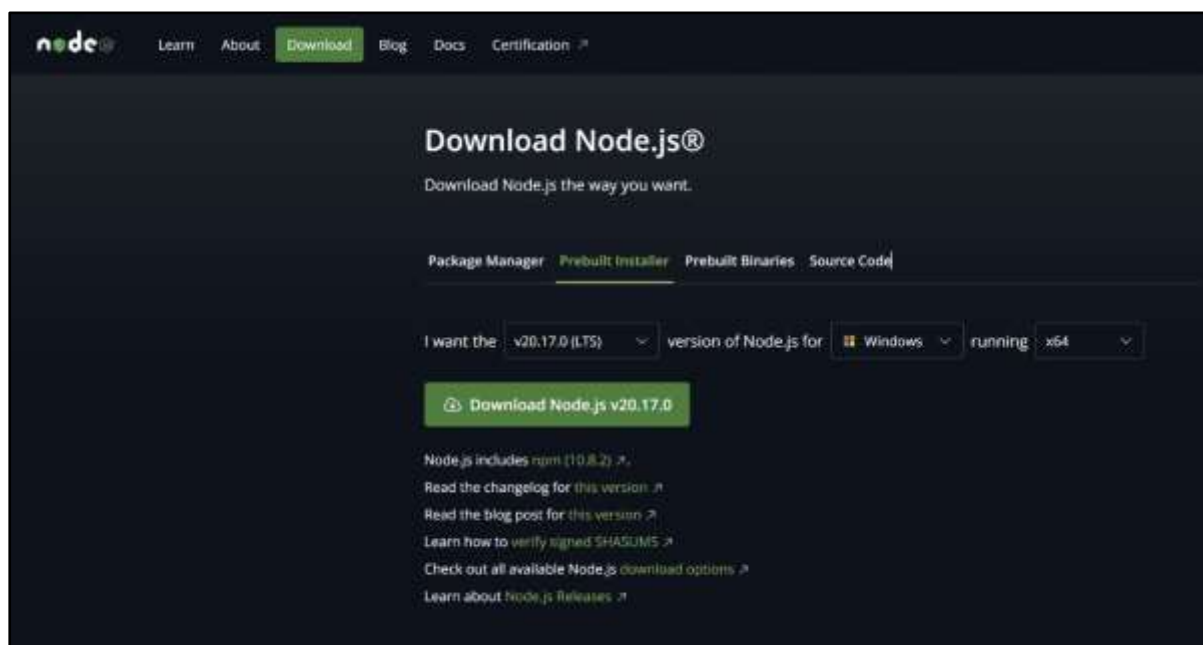 node® Learn About Download Blog Docs Certification ↗
Download Node.js®
Download Node.js the way you want.
Package Manager Prebuilt Installer Prebuilt Binaries Source Code
I want the v20.17.0 (LTS) version of Node.js for Windows running x64
Download Node.js v20.17.0
Node.js includes npm (10.8.2) ↗.
Read the changelog for this version ↗
Read the blog post for this version ↗
Learn how to verify signed SHASUMS ↗
Check out all available Node.js download options ↗
Learn about Node.js Releases ↗